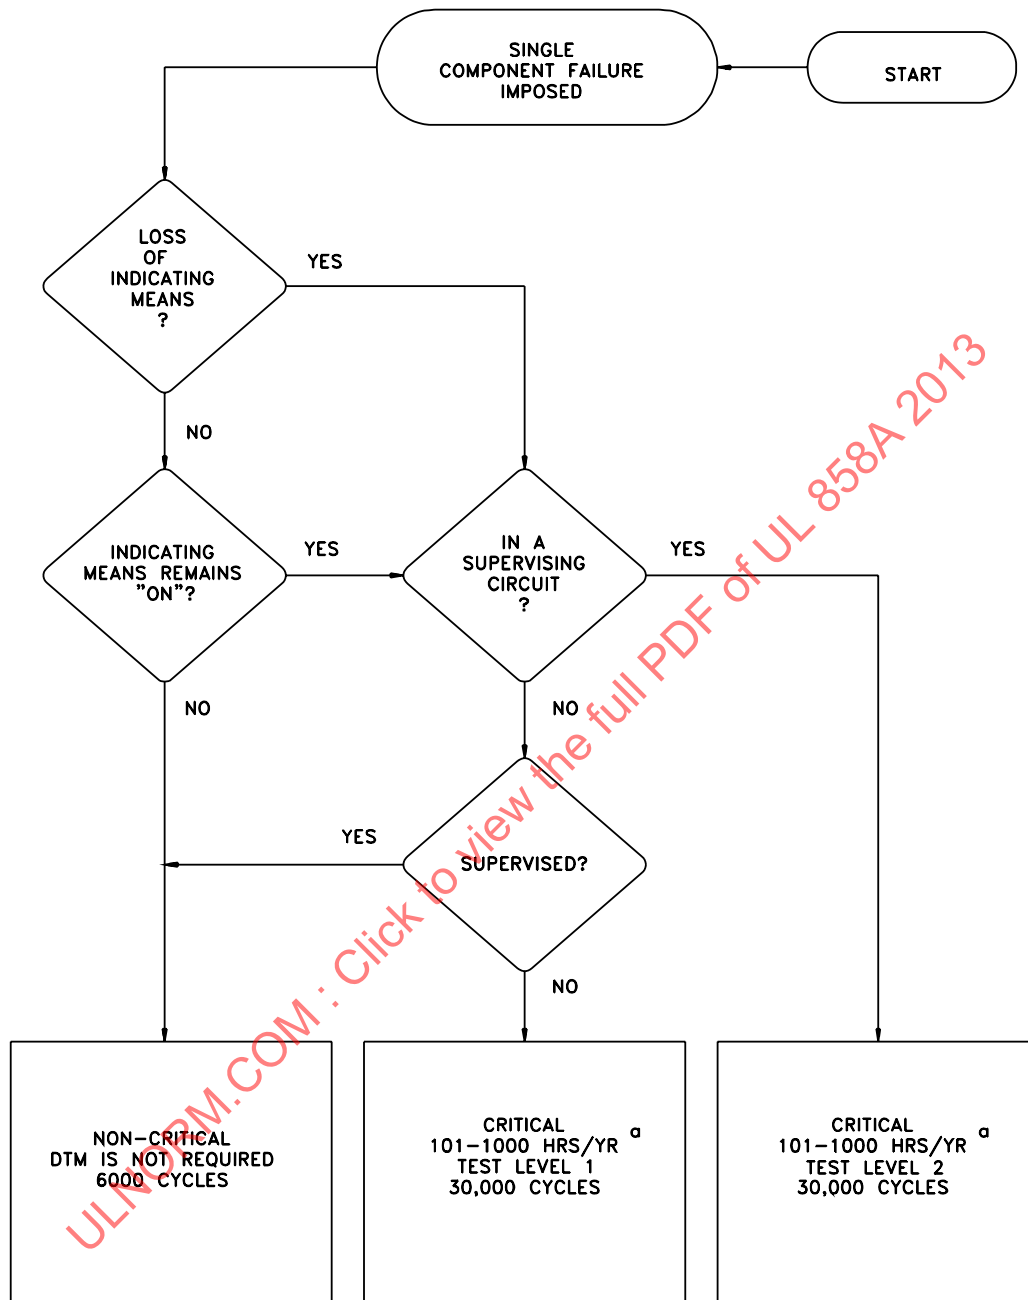 START
SINGLE
COMPONENT FAILURE
IMPOSED
LOSS
OF
INDICATING
MEANS
?
YES
NO
INDICATING
MEANS REMAINS
"ON"?
YES
NO
IN A
SUPERVISING
CIRCUIT
?
YES
NO
SUPERVISED?
YES
NO
NON-CRITICAL
DTM IS NOT REQUIRED
6000 CYCLES
CRITICAL
101-1000 HRS/YR a
TEST LEVEL 1
30,000 CYCLES
CRITICAL
101-1000 HRS/YR a
TEST LEVEL 2
30,000 CYCLES
ULNORM.COM : Click to view the full PDF of UL 858A 2013